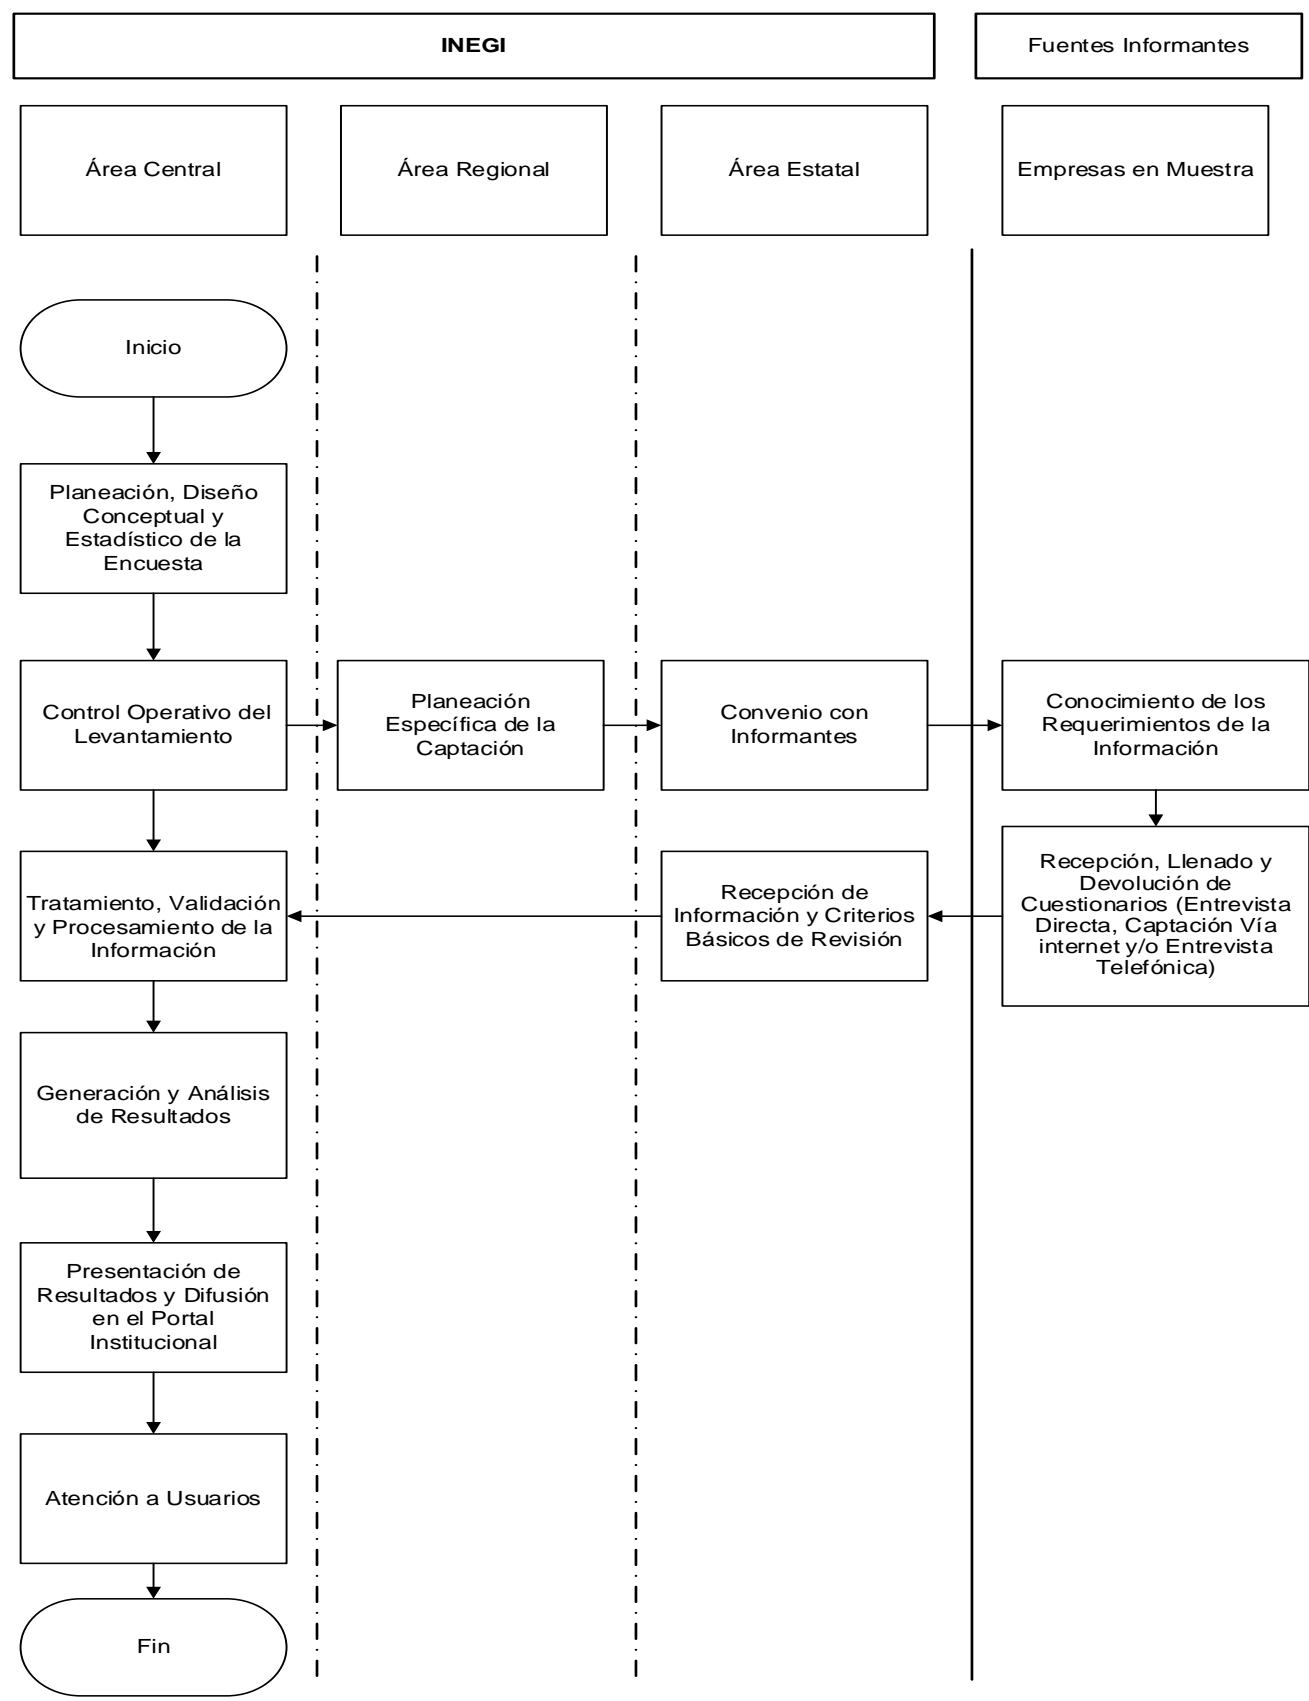 INEGI
Fuentes Informantes
Área Central
Área Regional
Área Estatal
Empresas en Muestra
Inicio
Planeación, Diseño
Conceptual y
Estadístico de la
Encuesta
Control Operativo del
Levantamiento
Planeación
Específica de la
Captación
Convenio con
Informantes
Conocimiento de los
Requerimientos de la
Información
Tratamiento, Validación
y Procesamiento de la
Información
Recepción de
Información y Criterios
Básicos de Revisión
Recepción, Llenado y
Devolución de
Cuestionarios (Entrevista
Directa, Captación Vía
internet y/o Entrevista
Telefónica)
Generación y Análisis
de Resultados
Presentación de
Resultados y Difusión
en el Portal
Institucional
Atención a Usuarios
Fin